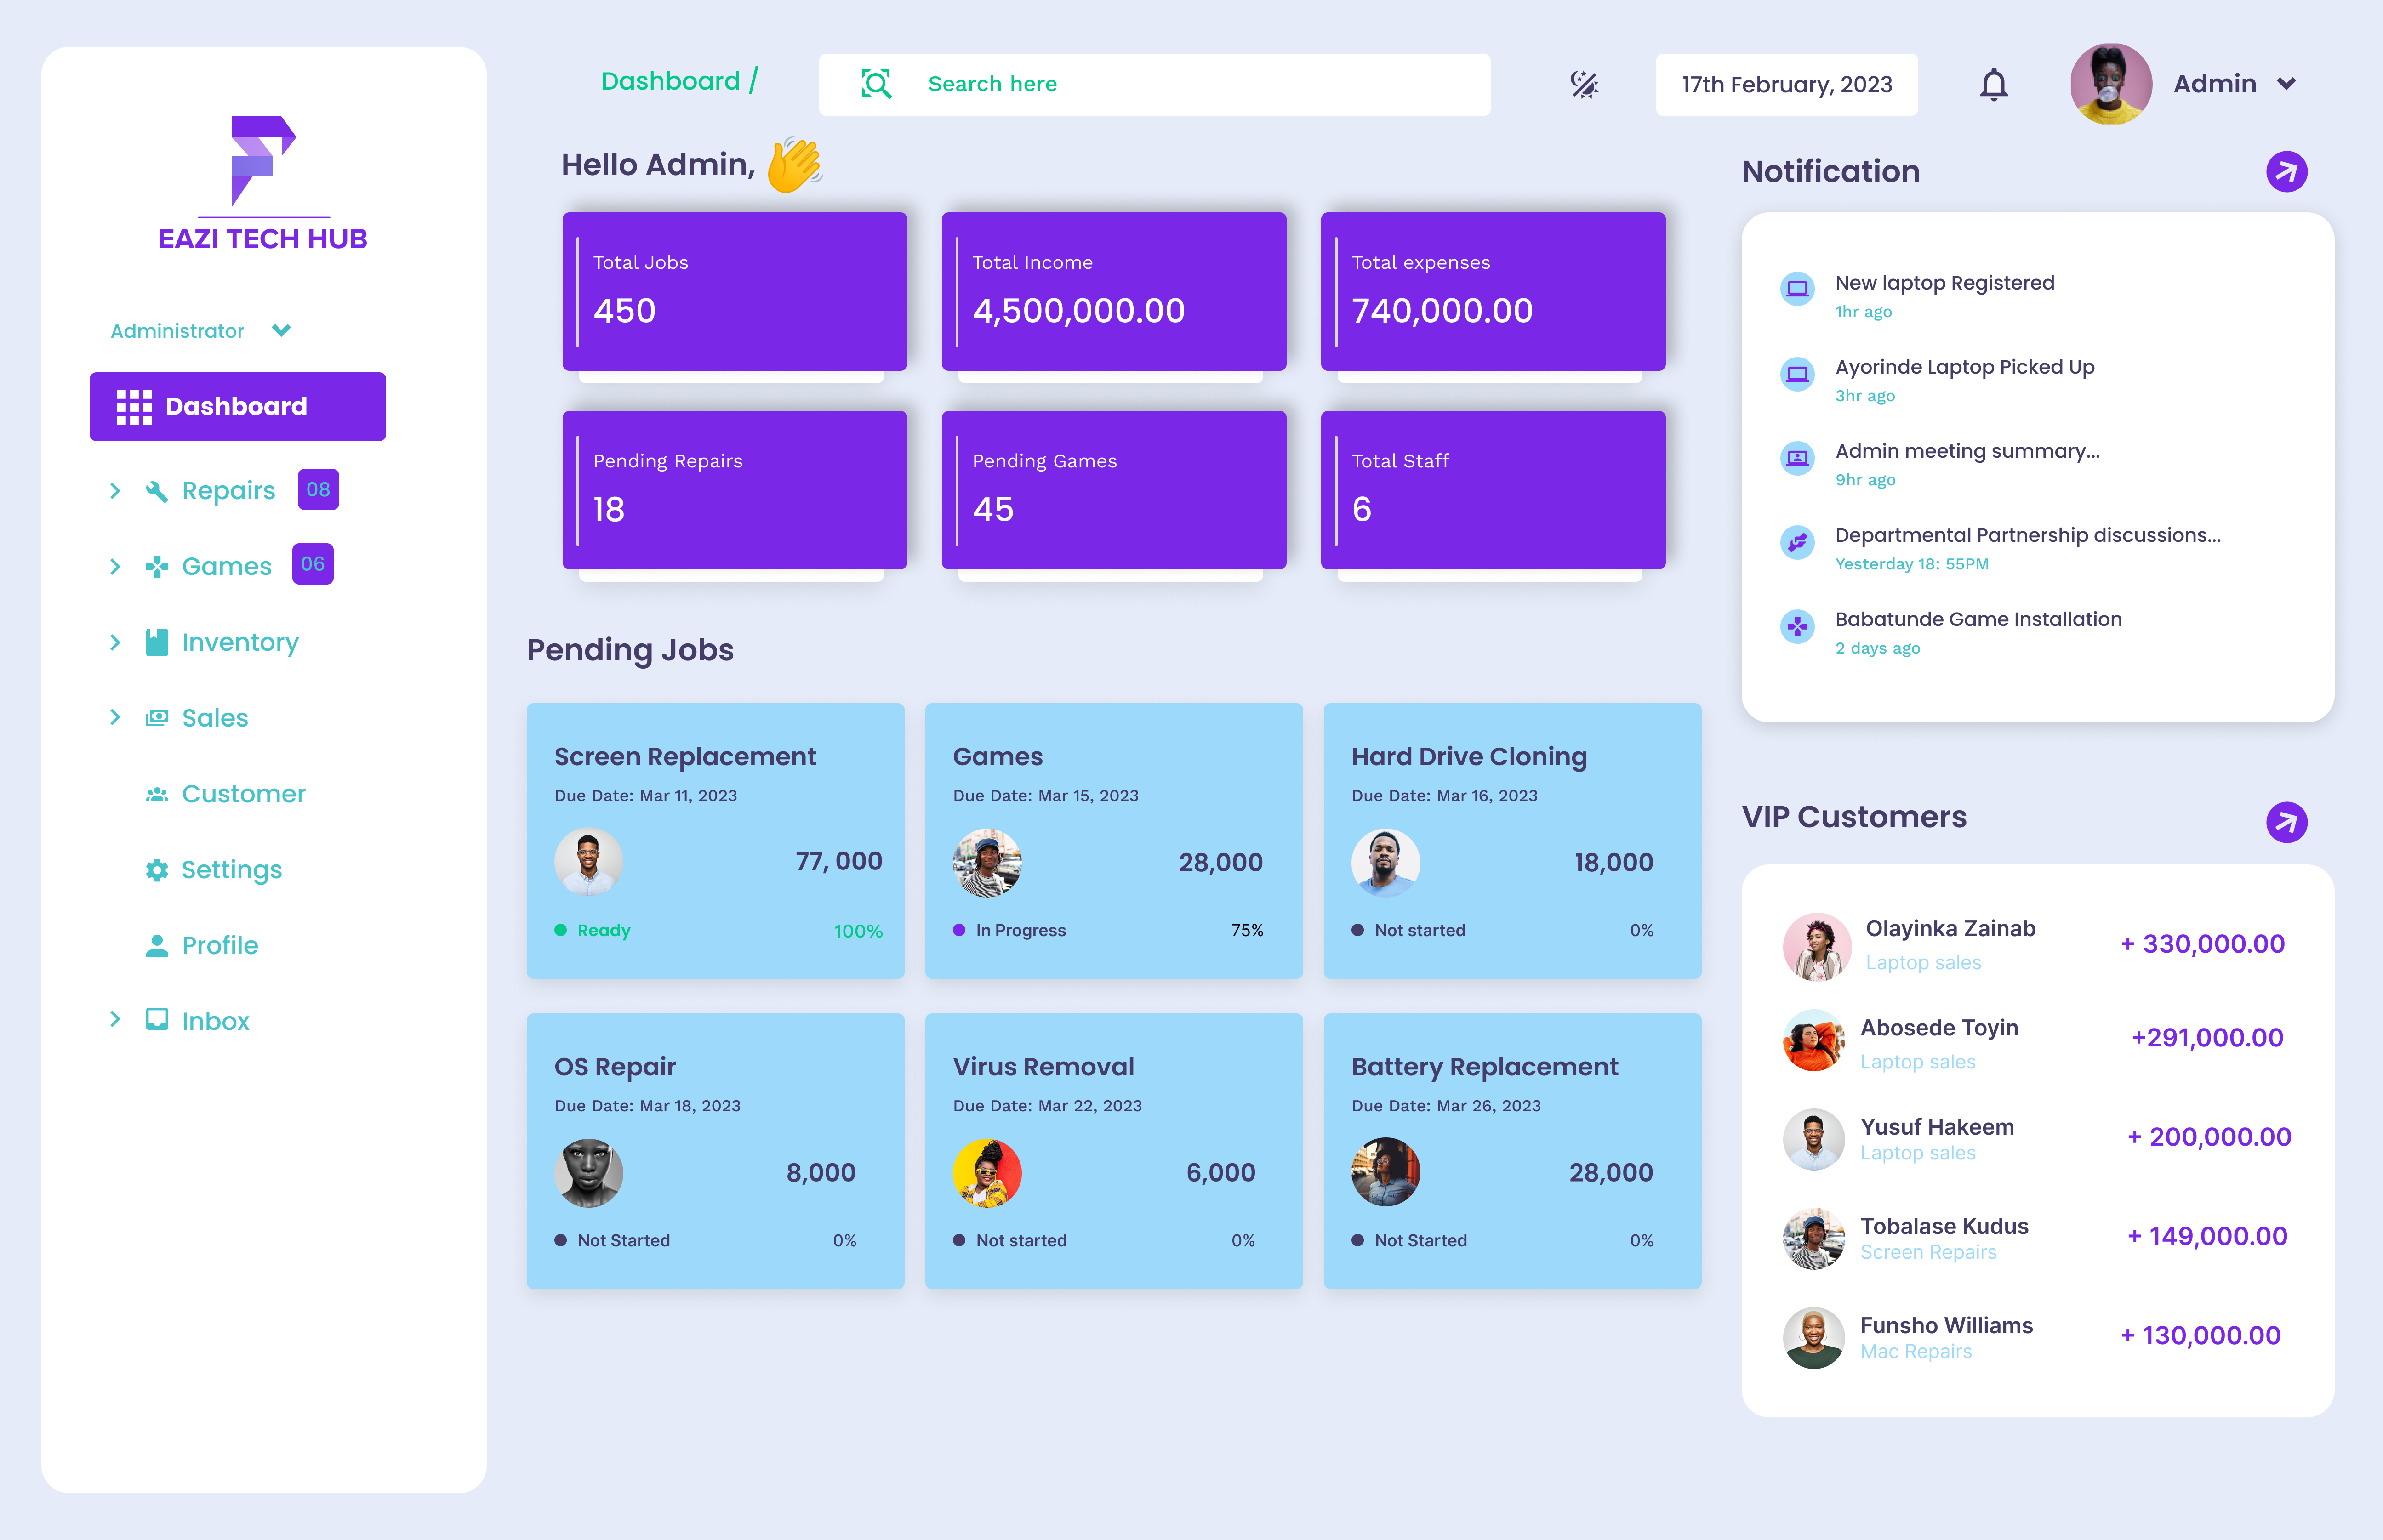 EAZI TECH HUB
Administrator
Dashboard
Repairs 08
Games 06
Inventory
Sales
Customer
Settings
Profile
Inbox
Dashboard /
Search here
17th February, 2023
Admin
Hello Admin,
Total Jobs
450
Total Income
4,500,000.00
Total expenses
740,000.00
Pending Repairs
18
Pending Games
45
Total Staff
6
Pending Jobs
Screen Replacement
Due Date: Mar 11, 2023
77, 000
Ready 100%
Games
Due Date: Mar 15, 2023
28,000
In Progress 75%
Hard Drive Cloning
Due Date: Mar 16, 2023
18,000
Not started 0%
OS Repair
Due Date: Mar 18, 2023
8,000
Not Started 0%
Virus Removal
Due Date: Mar 22, 2023
6,000
Not started 0%
Battery Replacement
Due Date: Mar 26, 2023
28,000
Not Started 0%
Notification
New laptop Registered
1hr ago
Ayorinde Laptop Picked Up
3hr ago
Admin meeting summary...
9hr ago
Departmental Partnership discussions...
Yesterday 18: 55PM
Babatunde Game Installation
2 days ago
VIP Customers
Olayinka Zainab
Laptop sales
+ 330,000.00
Abosede Toyin
Laptop sales
+291,000.00
Yusuf Hakeem
Laptop sales
+ 200,000.00
Tobalase Kudus
Screen Repairs
+ 149,000.00
Funsho Williams
Mac Repairs
+ 130,000.00